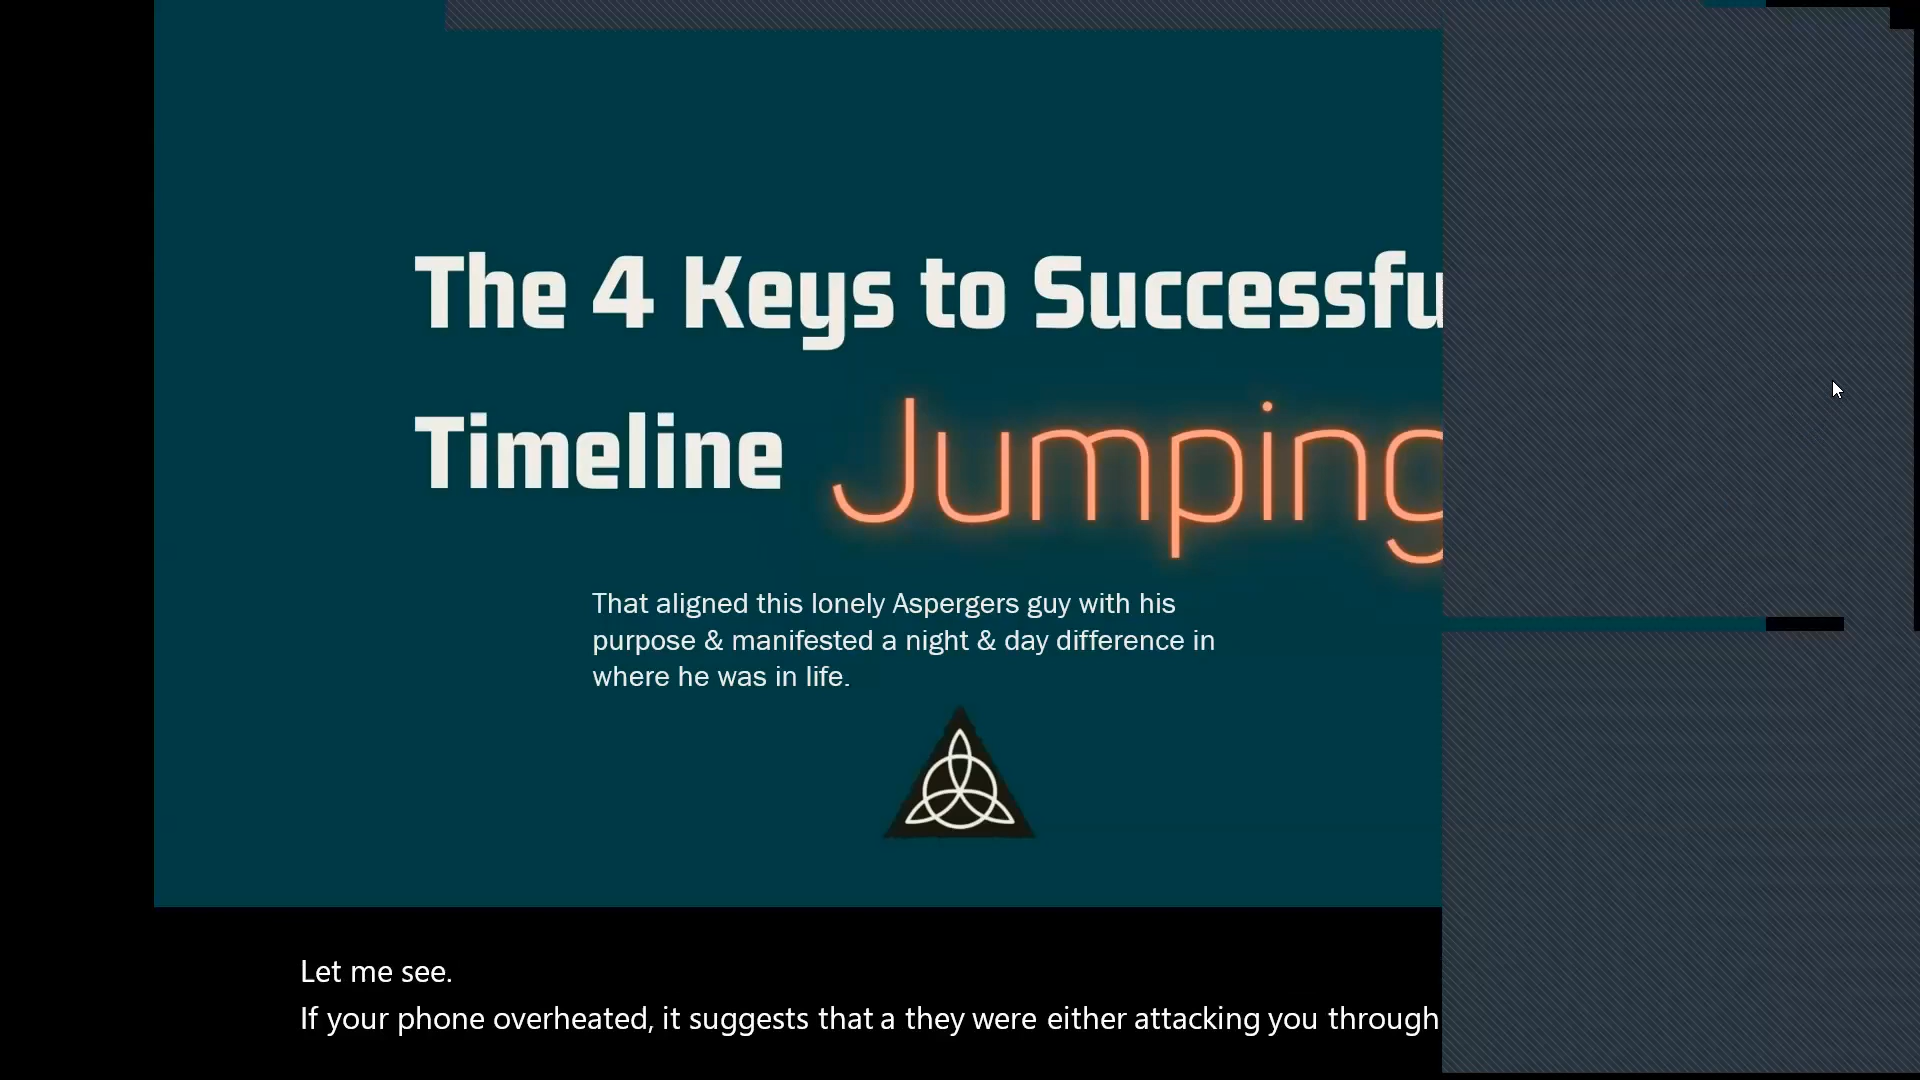 The 4 Keys to Successfu
Timeline Jumping
That aligned this lonely Aspergers guy with his
purpose & manifested a night & day difference in
where he was in life.
Let me see.
If your phone overheated, it suggests that a they were either attacking you through